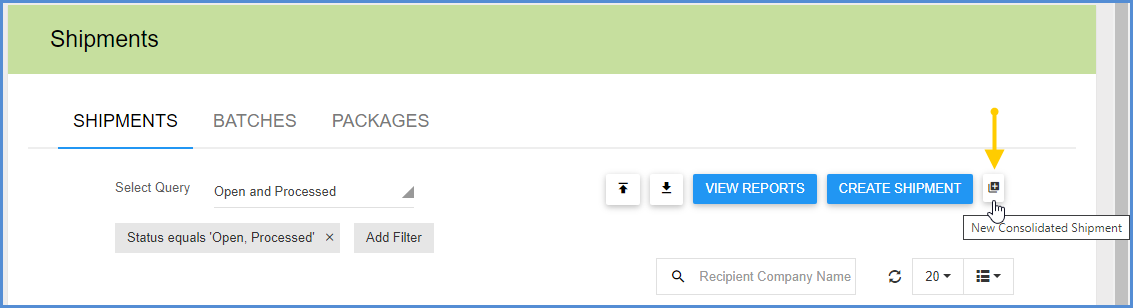 Shipments
SHIPMENTS BATCHES PACKAGES
Select Query Open and Processed VIEW REPORTS CREATE SHIPMENT
New Consolidated Shipment
Status equals 'Open, Processed' × Add Filter
Recipient Company Name 20